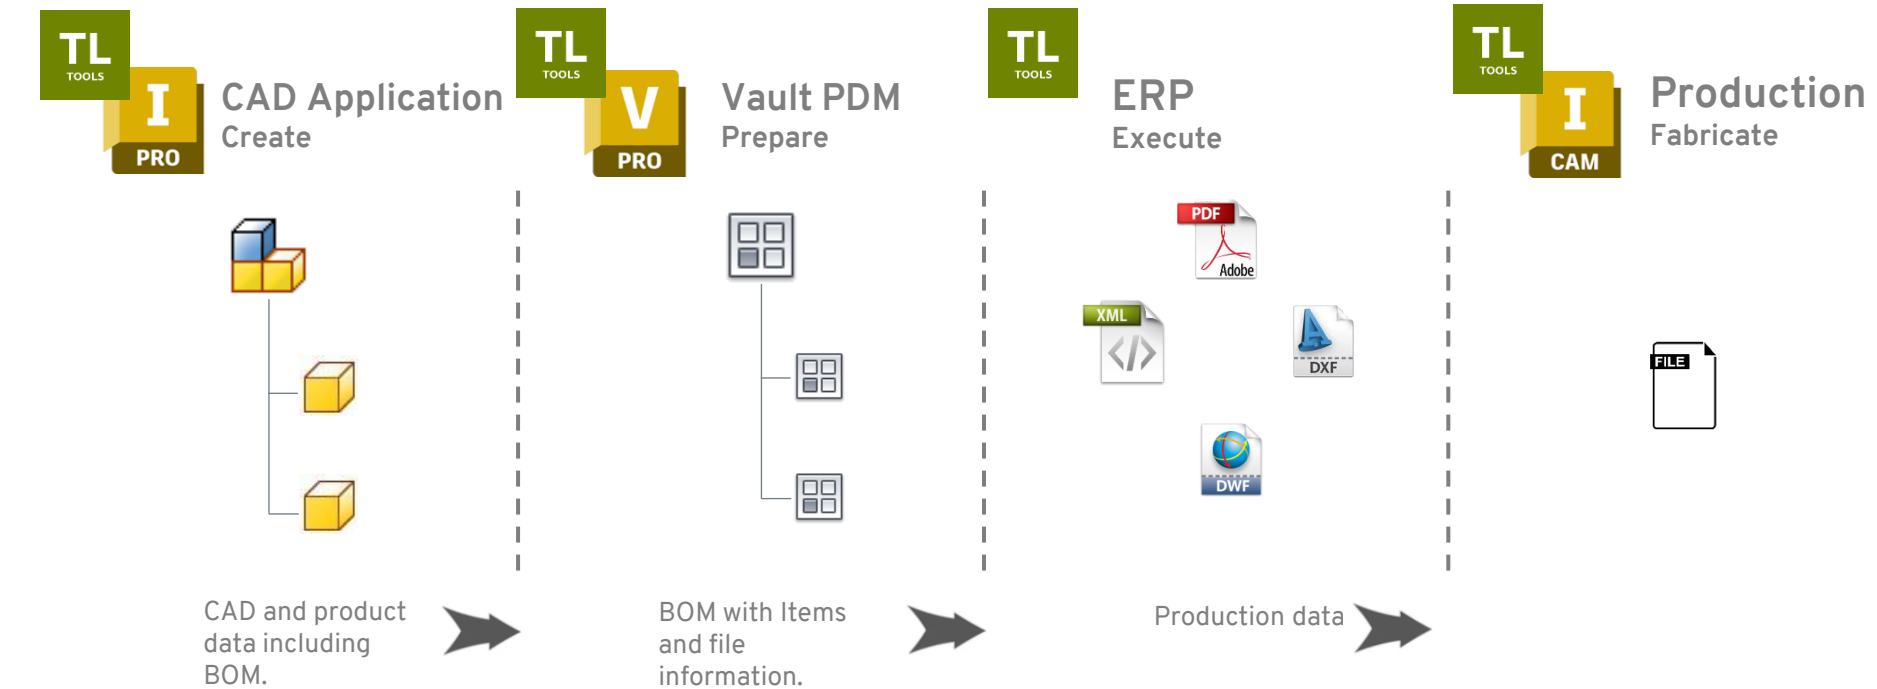 TL
TOOLS
I
PRO
CAD Application
Create
TL
TOOLS
V
PRO
Vault PDM
Prepare
TL
TOOLS
ERP
Execute
TL
TOOLS
I
CAM
Production
Fabricate
PDF
Adobe
XML
</>
DXF
DWF
FILE
CAD and product
data including
BOM.
BOM with Items
and file
information.
Production data